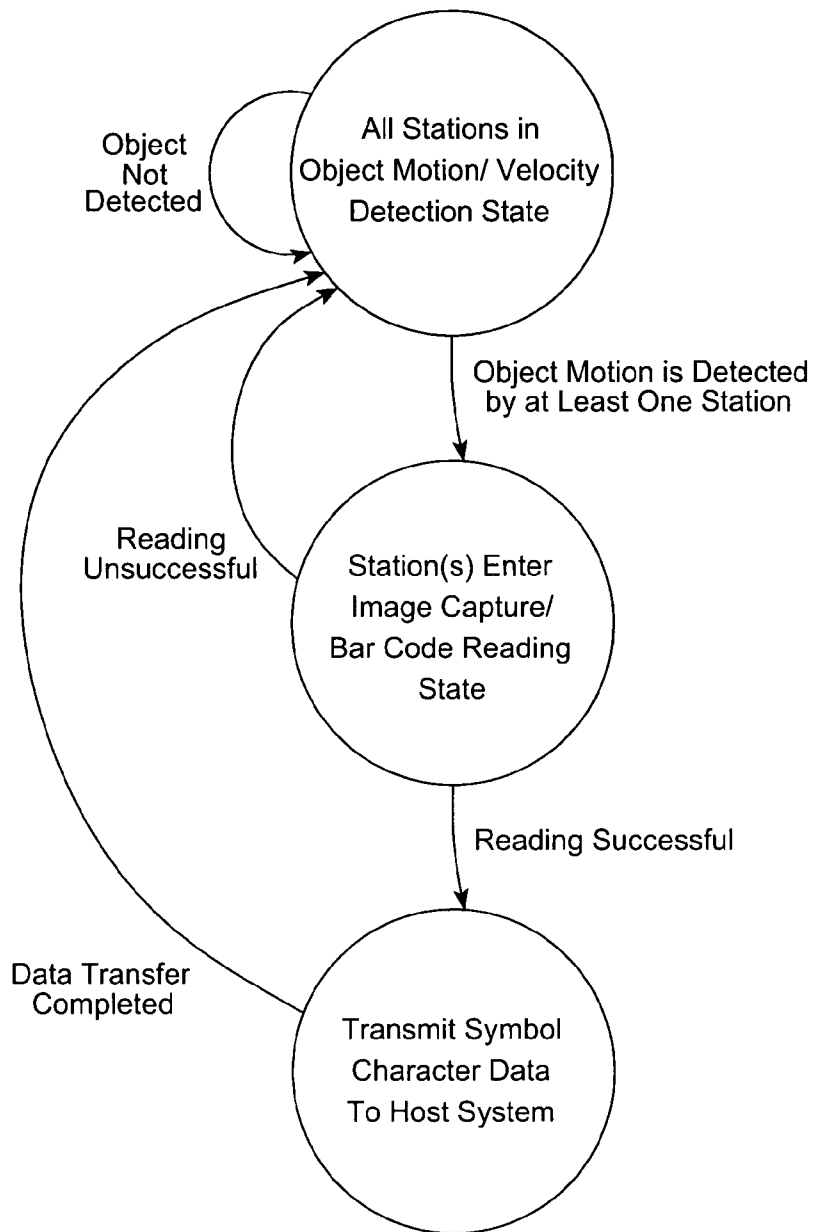 All Stations in
Object Motion/ Velocity
Detection State
Object
Not
Detected
Object Motion is Detected
by at Least One Station
Reading
Unsuccessful
Station(s) Enter
Image Capture/
Bar Code Reading
State
Reading Successful
Data Transfer
Completed
Transmit Symbol
Character Data
To Host System